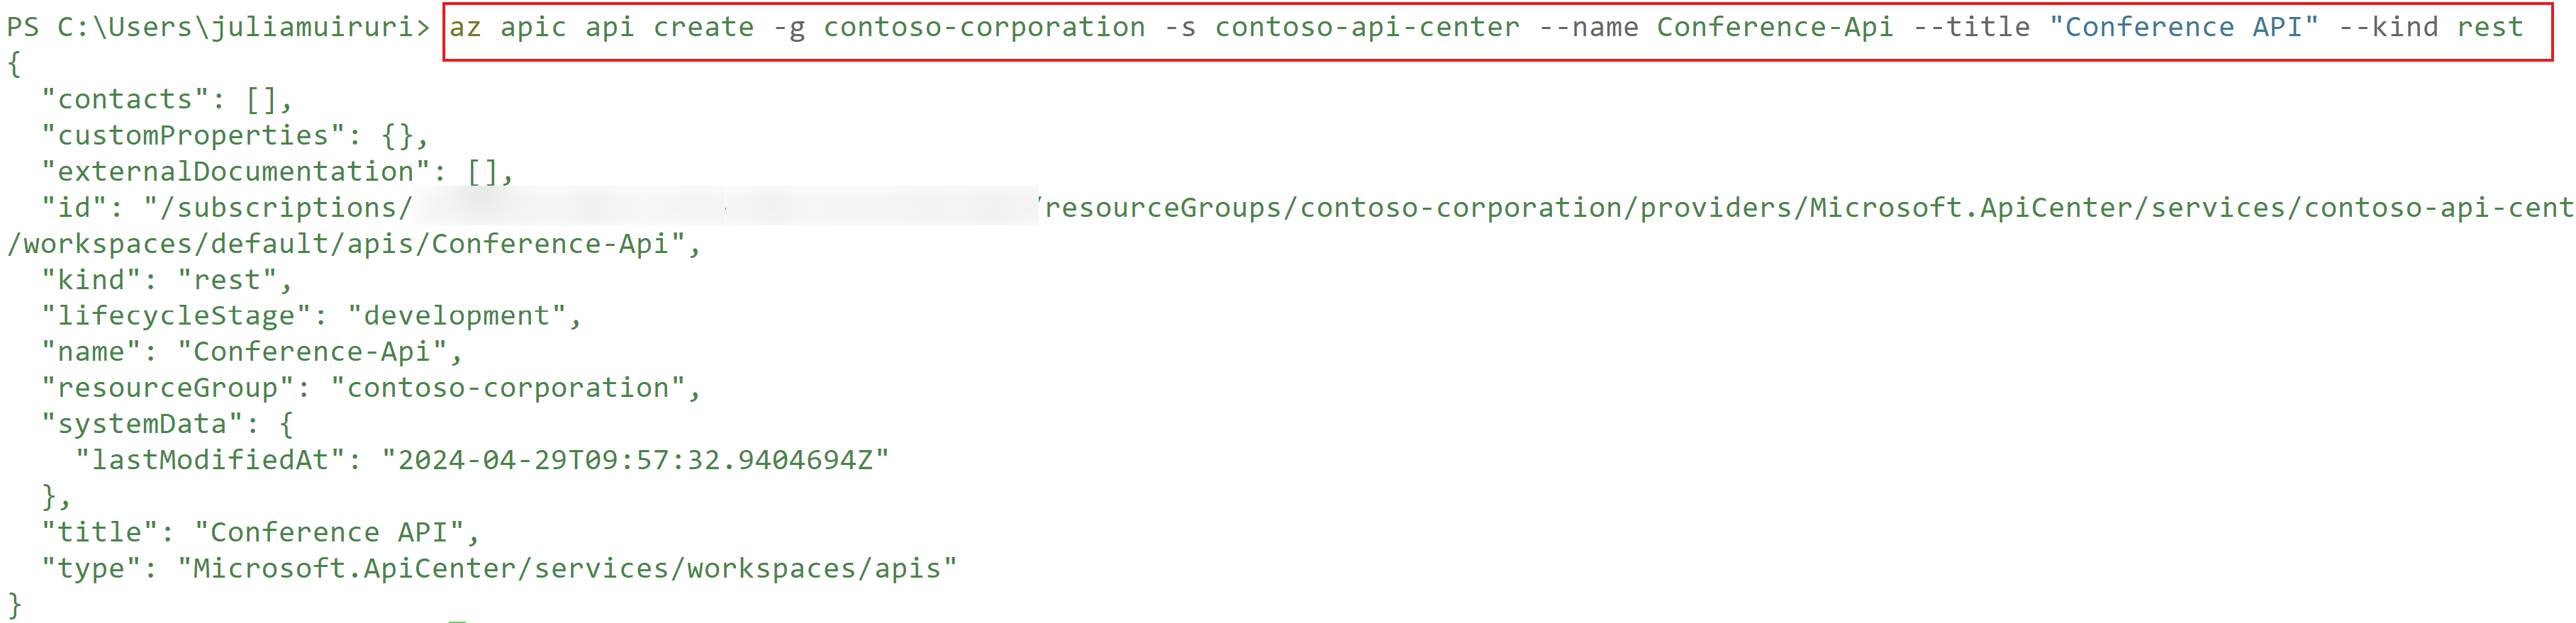 PS C:\Users\juliamuiruri> az apic api create -g contoso-corporation -s contoso-api-center --name Conference-Api --title "Conference API" --kind rest
{
  "contacts": [],
  "customProperties": {},
  "externalDocumentation": [],
  "id": "/subscriptions/ /resourceGroups/contoso-corporation/providers/Microsoft.ApiCenter/services/contoso-api-cent
/workspaces/default/apis/Conference-Api",
  "kind": "rest",
  "lifecycleStage": "development",
  "name": "Conference-Api",
  "resourceGroup": "contoso-corporation",
  "systemData": {
    "lastModifiedAt": "2024-04-29T09:57:32.9404694Z"
  },
  "title": "Conference API",
  "type": "Microsoft.ApiCenter/services/workspaces/apis"
}